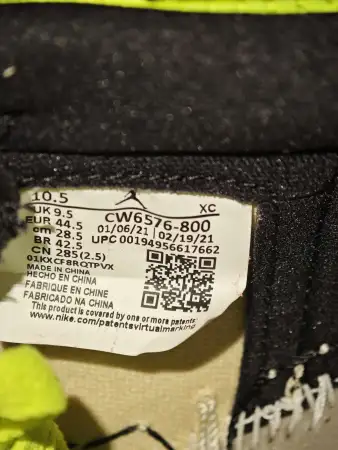 10.5 XC
UK 9.5 CW6576-800
EUR 44.5 01/06/21 02/19/21
cm 28.5 UPC 00194956617662
BR 42.5
CN 285(2.5)
01KXCF8RQTPVX
MADE IN CHINA
HECHO EN CHINA
FABRIQUE EN CHINE
FABRICADO NA CHINA
This product is covered by one or more patents:
www.nike.com/patentsvirtualmarking